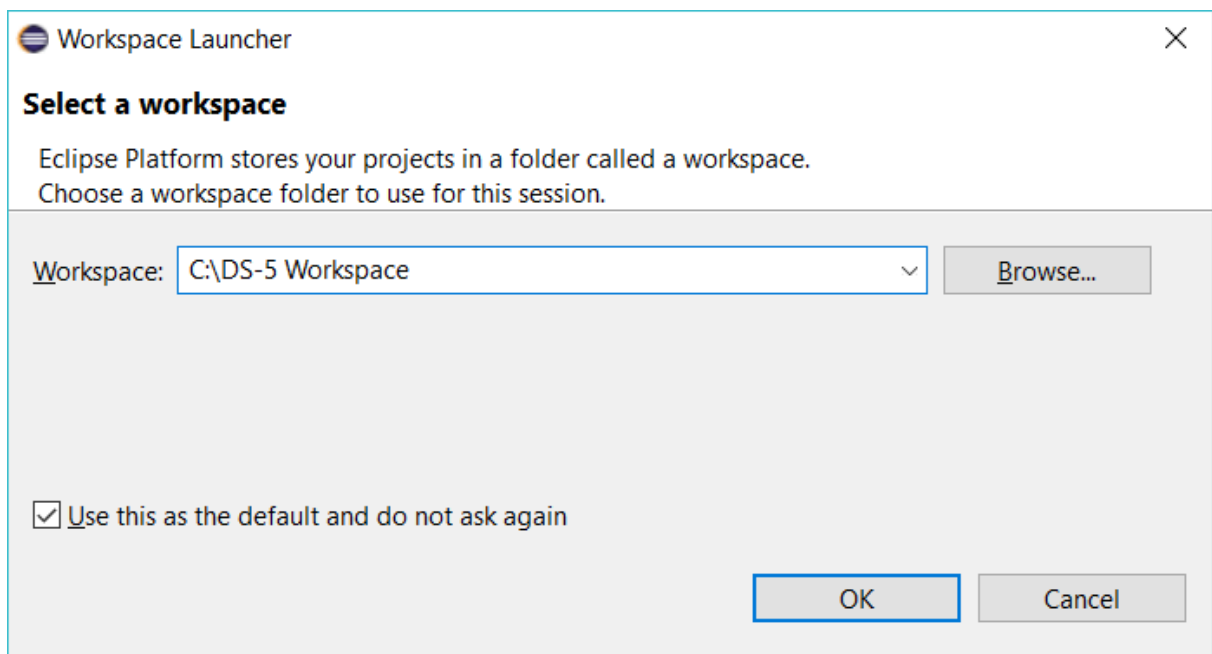 Workspace Launcher
Select a workspace
Eclipse Platform stores your projects in a folder called a workspace.
Choose a workspace folder to use for this session.
Workspace: C:\DS-5 Workspace Browse...
Use this as the default and do not ask again
OK Cancel